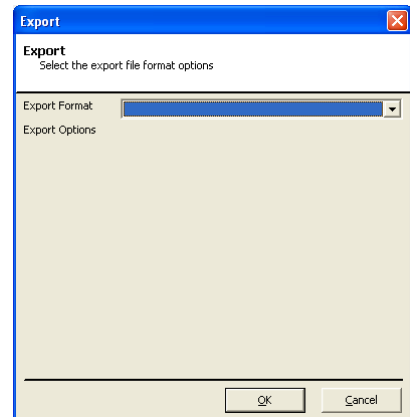 Export
Export
Select the export file format options
Export Format
Export Options
OK
Cancel